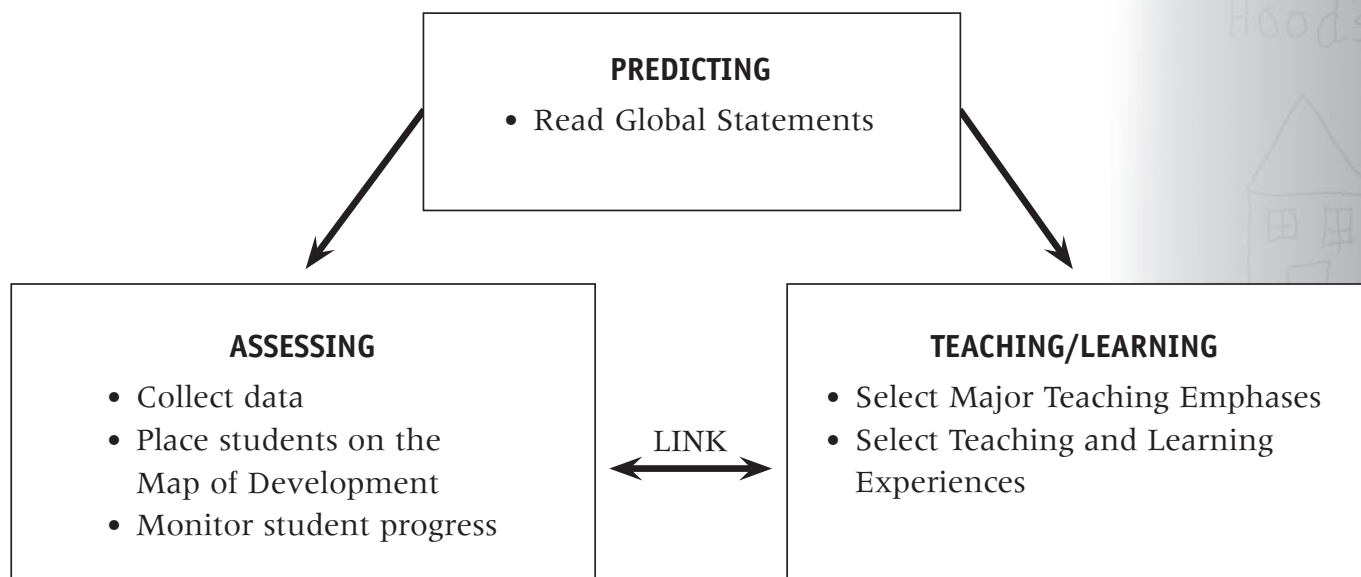 Hoods
PREDICTING
• Read Global Statements
ASSESSING
• Collect data
• Place students on the
Map of Development
• Monitor student progress
LINK
TEACHING/LEARNING
• Select Major Teaching Emphases
• Select Teaching and Learning
Experiences